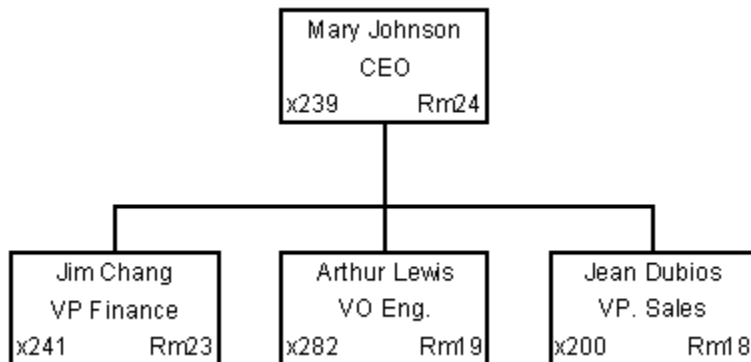 Mary Johnson
CEO
x239 Rm24
Jim Chang
VP Finance
x241 Rm23
Arthur Lewis
VO Eng.
x282 Rm19
Jean Dubios
VP. Sales
x200 Rm18